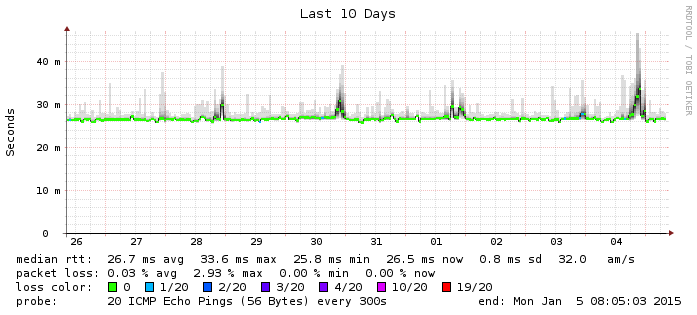 Last 10 Days
RRDTOOL / TOBI OETIKER
Seconds
40 m
30 m
20 m
10 m
0
26 27 28 29 30 31 01 02 03 04
median rtt: 26.7 ms avg 33.6 ms max 25.8 ms min 26.5 ms now 0.8 ms sd 32.0 am/s
packet loss: 0.03 % avg 2.93 % max 0.00 % min 0.00 % now
loss color: 0 1/20 2/20 3/20 4/20 10/20 19/20
probe: 20 ICMP Echo Pings (56 Bytes) every 300s end: Mon Jan 5 08:05:03 2015